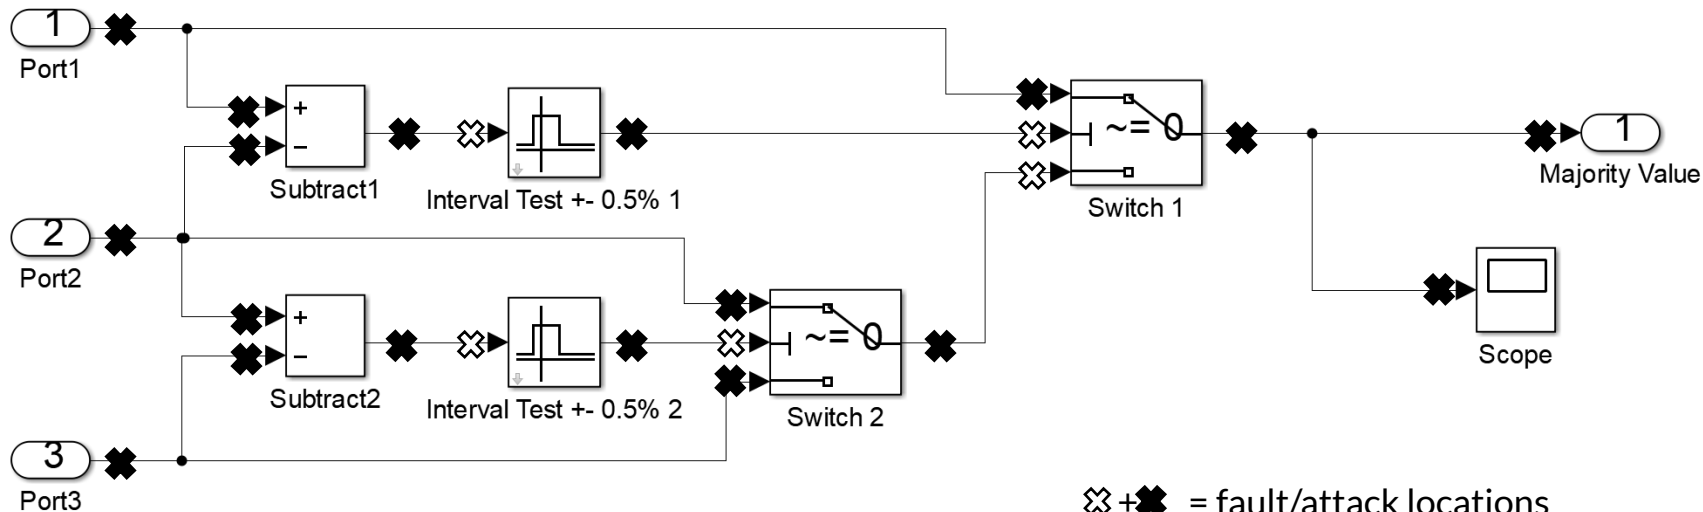 1
Port1
+
−
Subtract1
Interval Test +- 0.5% 1
~= 0
Switch 1
1
Majority Value
2
Port2
+
−
Subtract2
Interval Test +- 0.5% 2
~= 0
Switch 2
Scope
3
Port3
+ = fault/attack locations